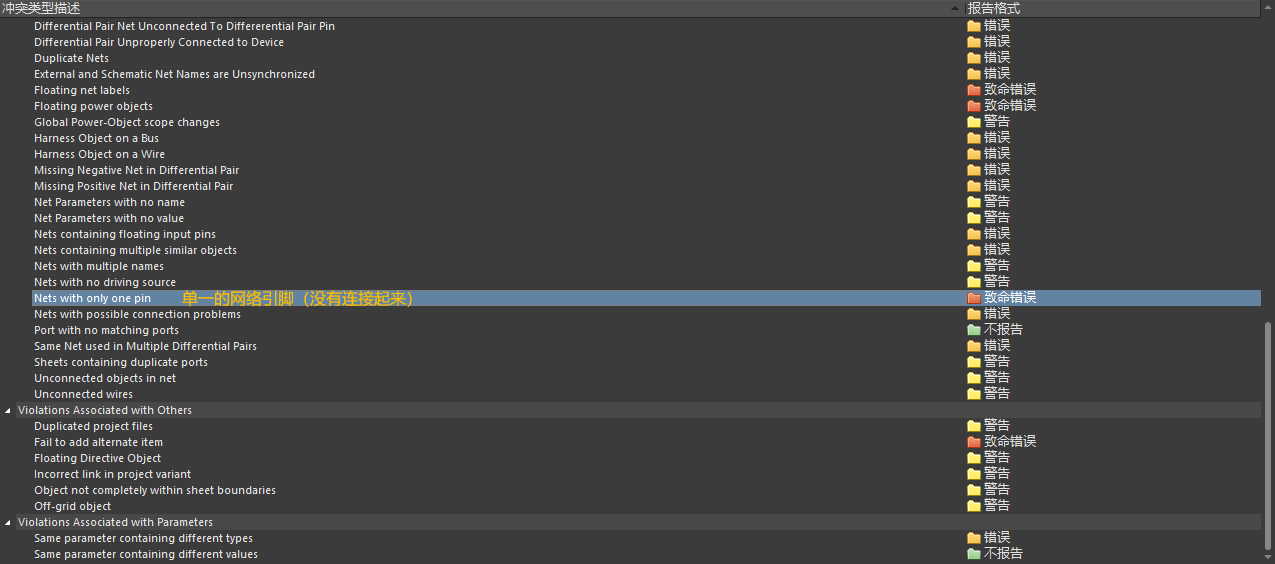 冲突类型描述 报告格式
Differential Pair Net Unconnected To Differerential Pair Pin 错误
Differential Pair Unproperly Connected to Device 错误
Duplicate Nets 错误
External and Schematic Net Names are Unsynchronized 错误
Floating net labels 致命错误
Floating power objects 致命错误
Global Power-Object scope changes 警告
Harness Object on a Bus 错误
Harness Object on a Wire 错误
Missing Negative Net in Differential Pair 错误
Missing Positive Net in Differential Pair 错误
Net Parameters with no name 警告
Net Parameters with no value 警告
Nets containing floating input pins 错误
Nets containing multiple similar objects 错误
Nets with multiple names 警告
Nets with no driving source 警告
Nets with only one pin 单一的网络引脚（没有连接起来） 致命错误
Nets with possible connection problems 错误
Port with no matching ports 不报告
Same Net used in Multiple Differential Pairs 错误
Sheets containing duplicate ports 警告
Unconnected objects in net 警告
Unconnected wires 警告
Violations Associated with Others
Duplicated project files 警告
Fail to add alternate item 致命错误
Floating Directive Object 警告
Incorrect link in project variant 警告
Object not completely within sheet boundaries 警告
Off-grid object 警告
Violations Associated with Parameters
Same parameter containing different types 错误
Same parameter containing different values 不报告